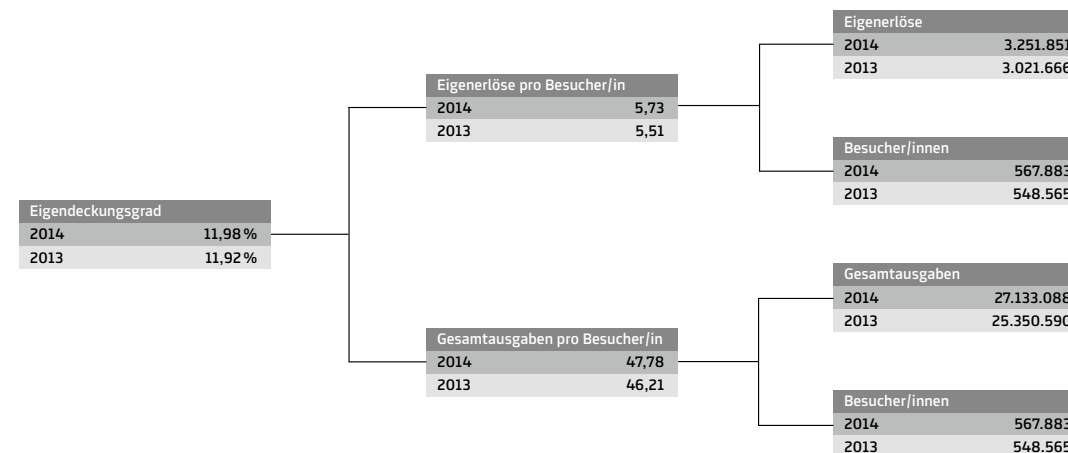 Eigenerlöse
2014 3.251.851
2013 3.021.666
Eigenerlöse pro Besucher/in
2014 5,73
2013 5,51
Besucher/innen
2014 567.883
2013 548.565
Eigendeckungsgrad
2014 11,98 %
2013 11,92 %
Gesamtausgaben
2014 27.133.088
2013 25.350.590
Gesamtausgaben pro Besucher/in
2014 47,78
2013 46,21
Besucher/innen
2014 567.883
2013 548.565